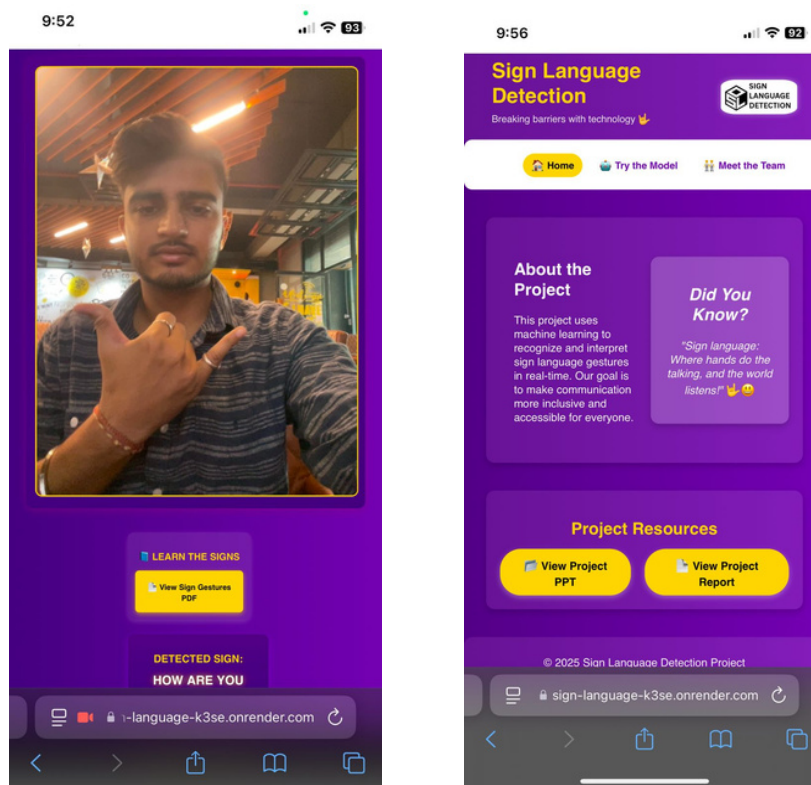 9:52
93
LEARN THE SIGNS
View Sign Gestures
PDF
DETECTED SIGN:
HOW ARE YOU
-language-k3se.onrender.com
9:56
92
Sign Language
Detection
Breaking barriers with technology 🤟
SIGN
LANGUAGE
DETECTION
Home
Try the Model
Meet the Team
About the
Project
This project uses
machine learning to
recognize and interpret
sign language gestures
in real-time. Our goal is
to make communication
more inclusive and
accessible for everyone.
Did You
Know?
"Sign language:
Where hands do the
talking, and the world
listens!" 🤟😃
Project Resources
View Project
PPT
View Project
Report
© 2025 Sign Language Detection Project
sign-language-k3se.onrender.com